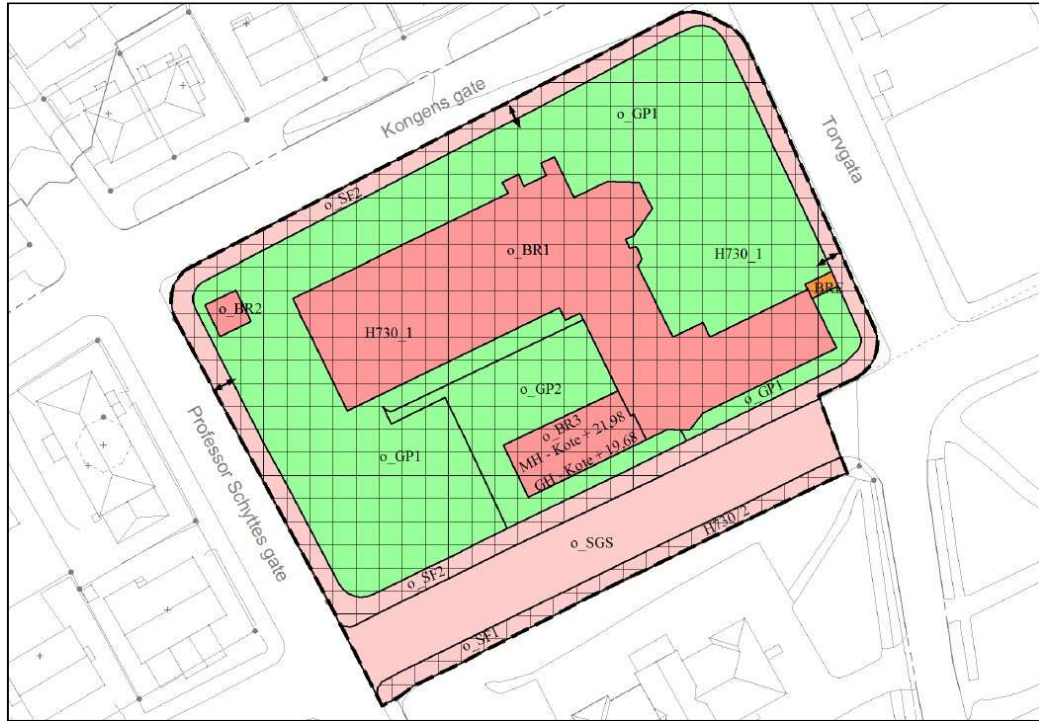 o_GP1
Kongens gate
Torvgata
o_SF2
o_BR1
H730_1
BRE
o_BR2
H730_1
o_GP2
o_GP1
o_BR3
MH - Kote + 21,98
GH - Kote + 19,68
o_GP1
Professor Schyttes gate
H730_2
o_SGS
o_SF2
o_SF1